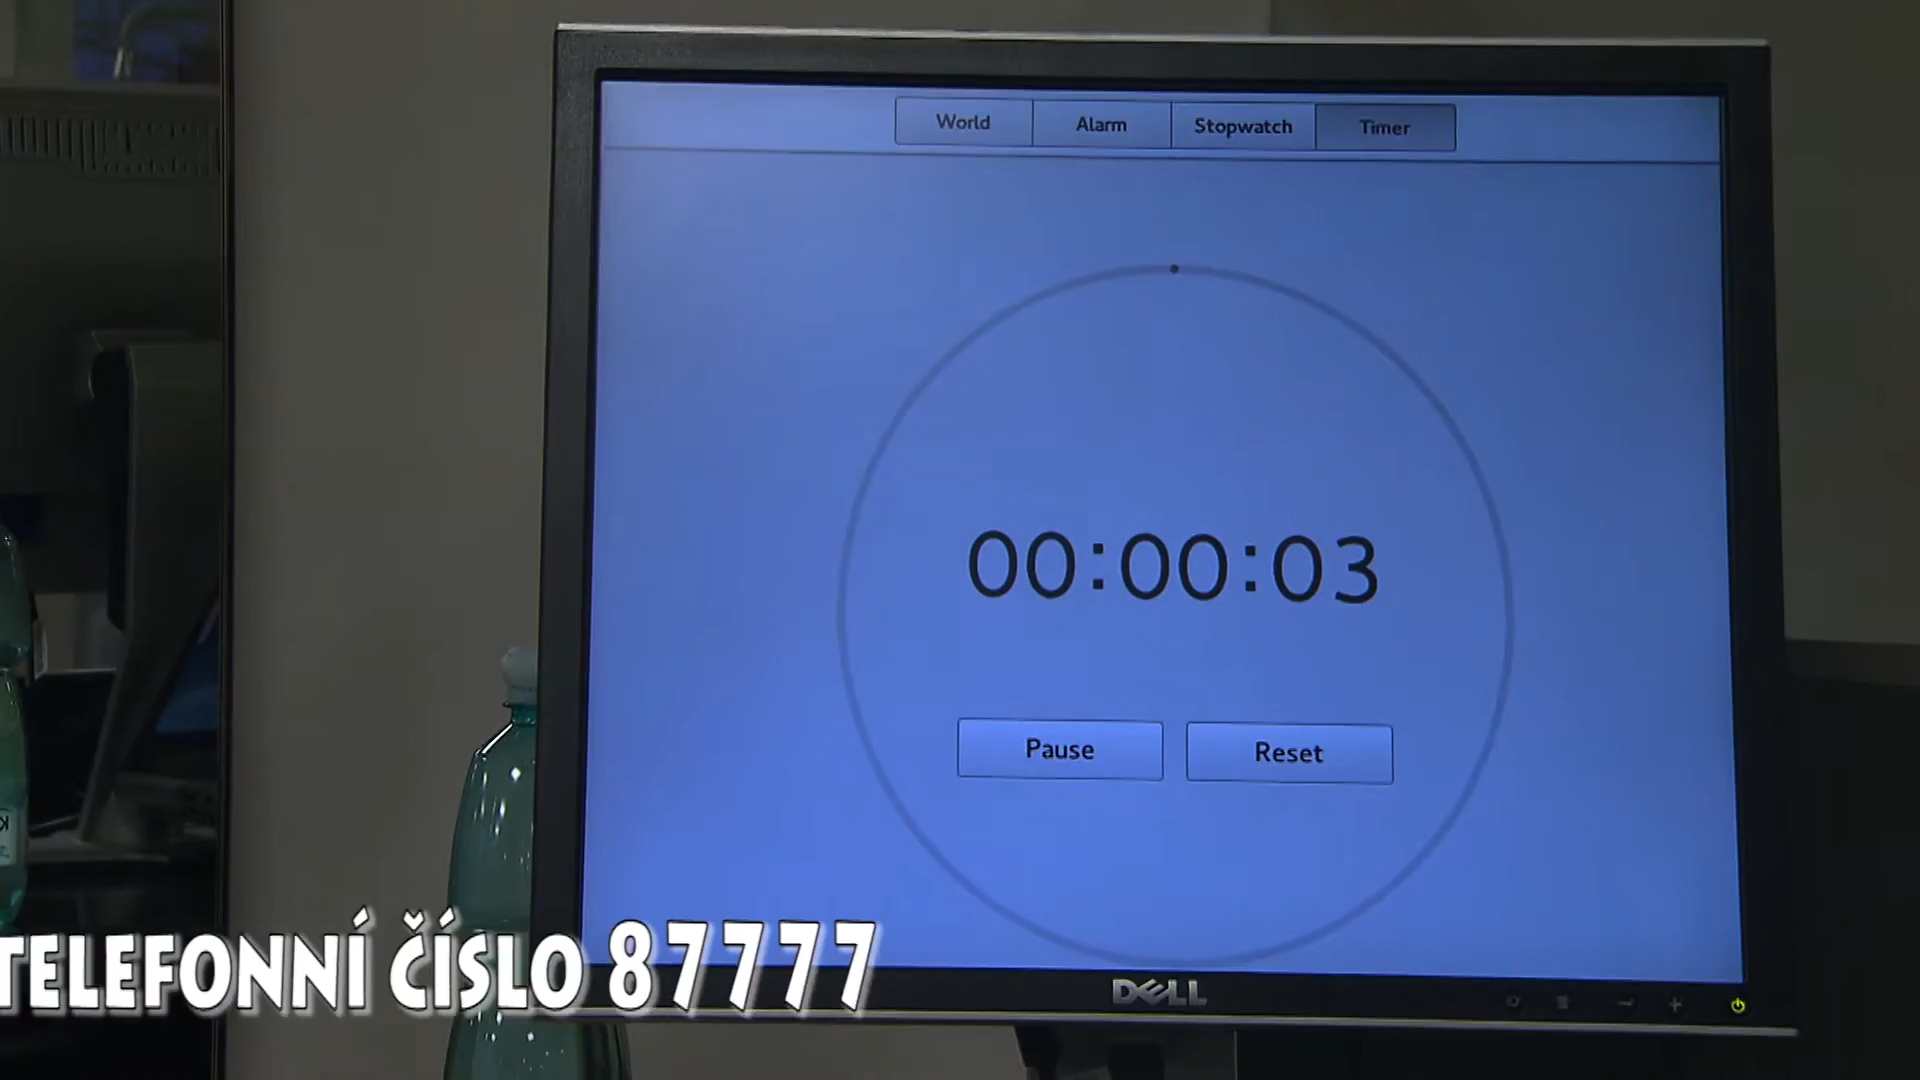 World Alarm Stopwatch Timer
00:00:03
Pause Reset
TELEFONNÍ ČÍSLO 87777
DELL